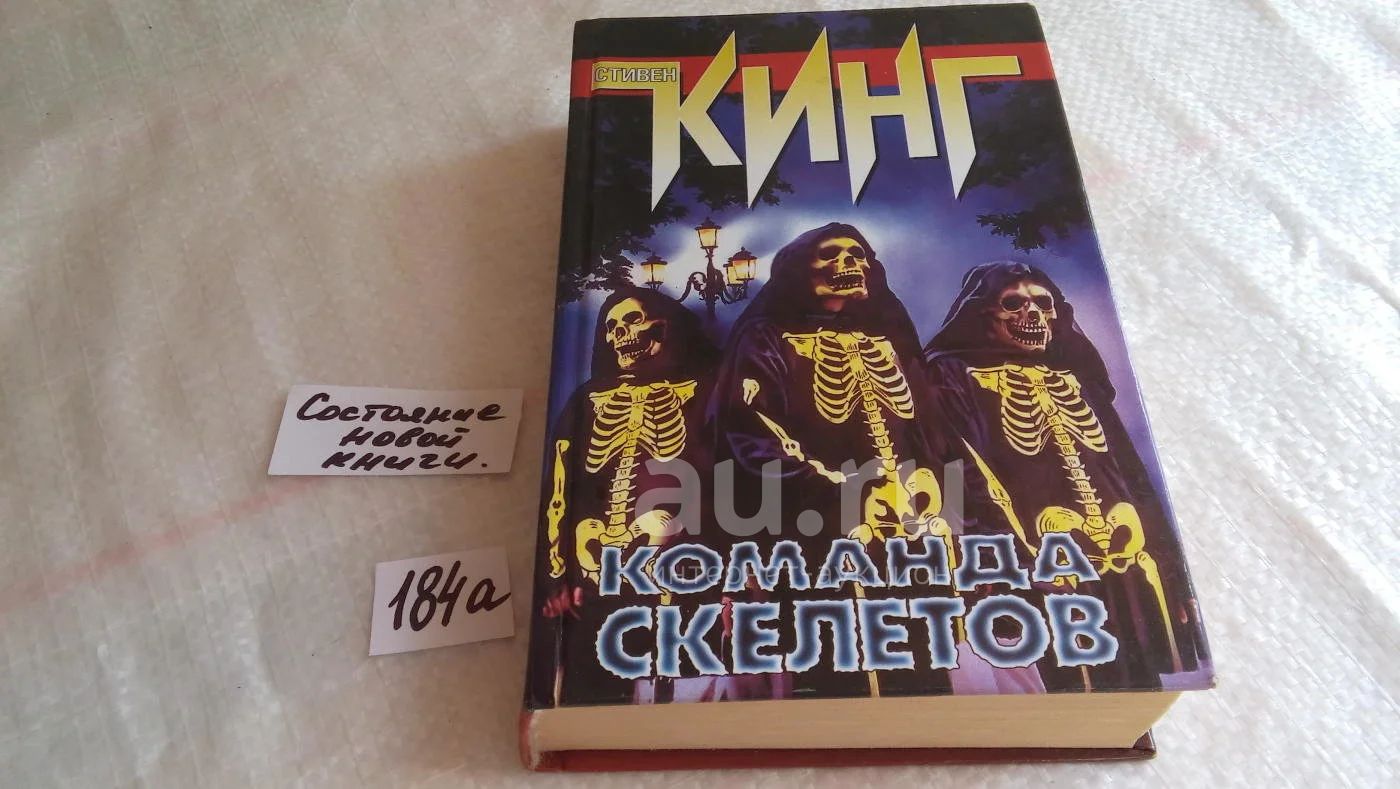 СТИВЕН
КИНГ
Состояние
новой
книги.
184а
au.ru
КОМАНДА
СКЕЛЕТОВ